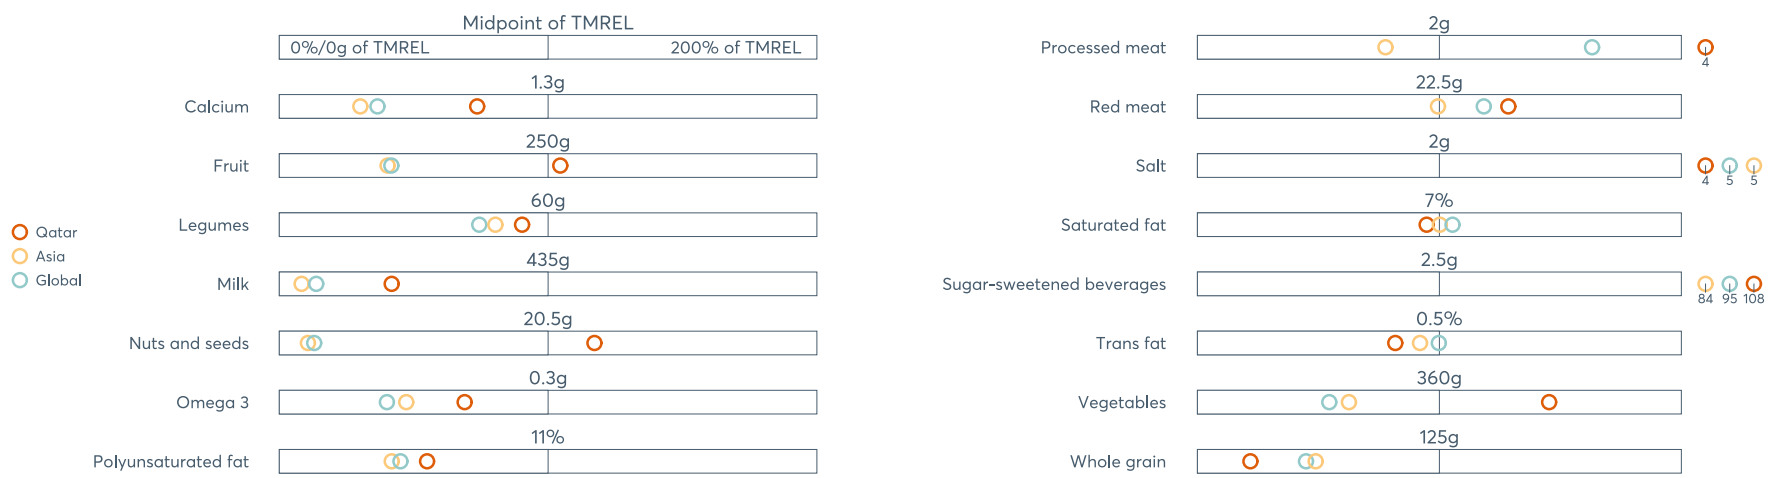 Midpoint of TMREL
0%/0g of TMREL 200% of TMREL
1.3g
Calcium
250g
Fruit
60g
Legumes
435g
Milk
20.5g
Nuts and seeds
0.3g
Omega 3
11%
Polyunsaturated fat
Qatar
Asia
Global
2g
Processed meat
4
22.5g
Red meat
2g
Salt
4 5 5
7%
Saturated fat
2.5g
Sugar-sweetened beverages
84 95 108
0.5%
Trans fat
360g
Vegetables
125g
Whole grain